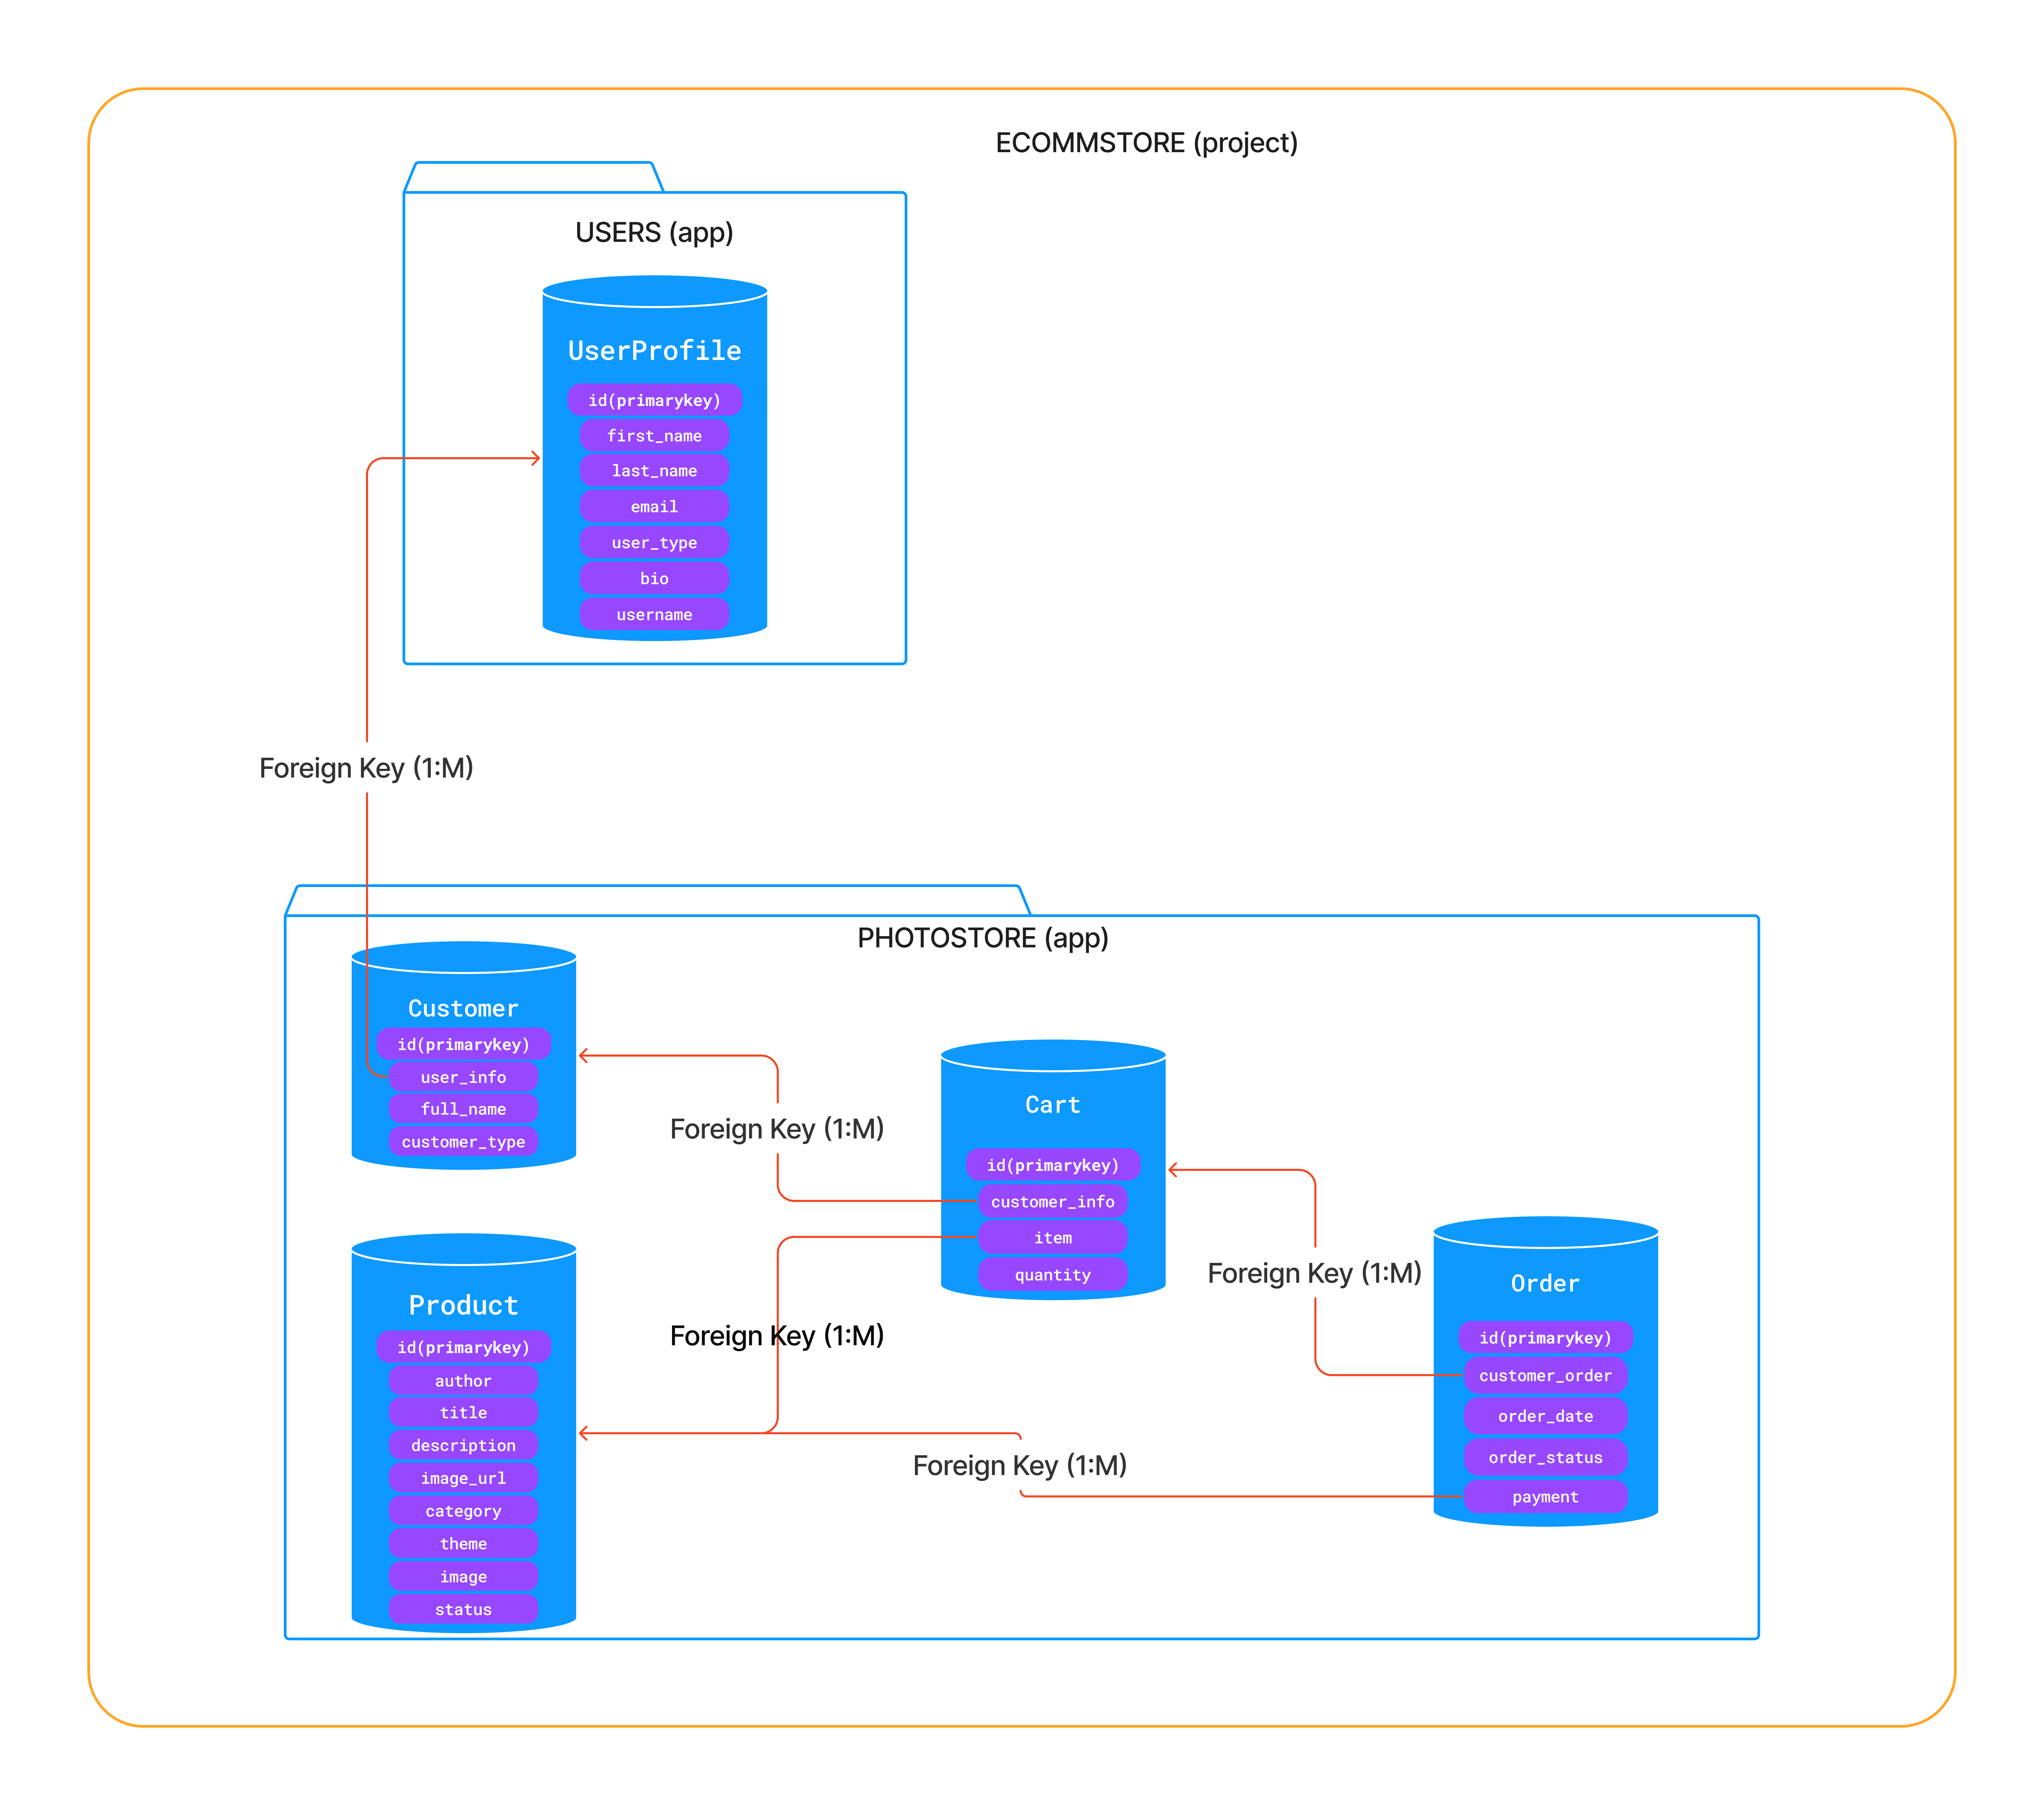 ECOMMSTORE (project)
USERS (app)
UserProfile
id(primarykey)
first_name
last_name
email
user_type
bio
username
Foreign Key (1:M)
PHOTOSTORE (app)
Customer
id(primarykey)
user_info
full_name
customer_type
Foreign Key (1:M)
Cart
id(primarykey)
customer_info
item
quantity
Foreign Key (1:M)
Order
id(primarykey)
customer_order
order_date
order_status
payment
Product
id(primarykey)
author
title
description
image_url
category
theme
image
status
Foreign Key (1:M)
Foreign Key (1:M)